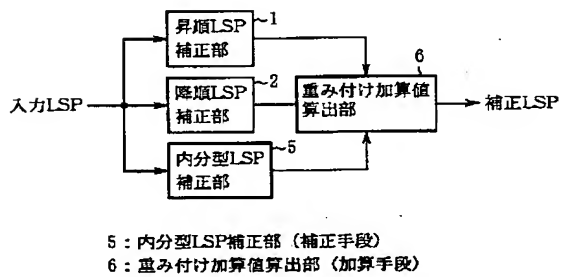 昇順LSP
補正部
1
降順LSP
補正部
2
内分型LSP
補正部
5
入力LSP
重み付け加算値
算出部
6
補正LSP
5:内分型LSP補正部(補正手段)
6:重み付け加算値算出部(加算手段)